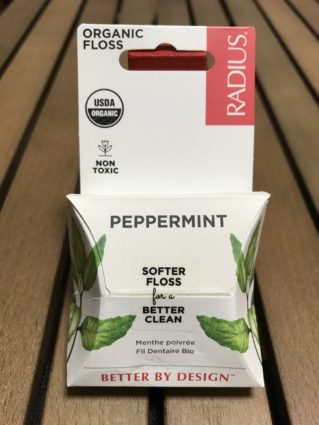 ORGANIC
FLOSS
RADIUS®
USDA
ORGANIC
NON
TOXIC
PEPPERMINT
SOFTER
FLOSS
for a
BETTER
CLEAN
Menthe poivrée
Fil Dentaire Bio
BETTER BY DESIGN™